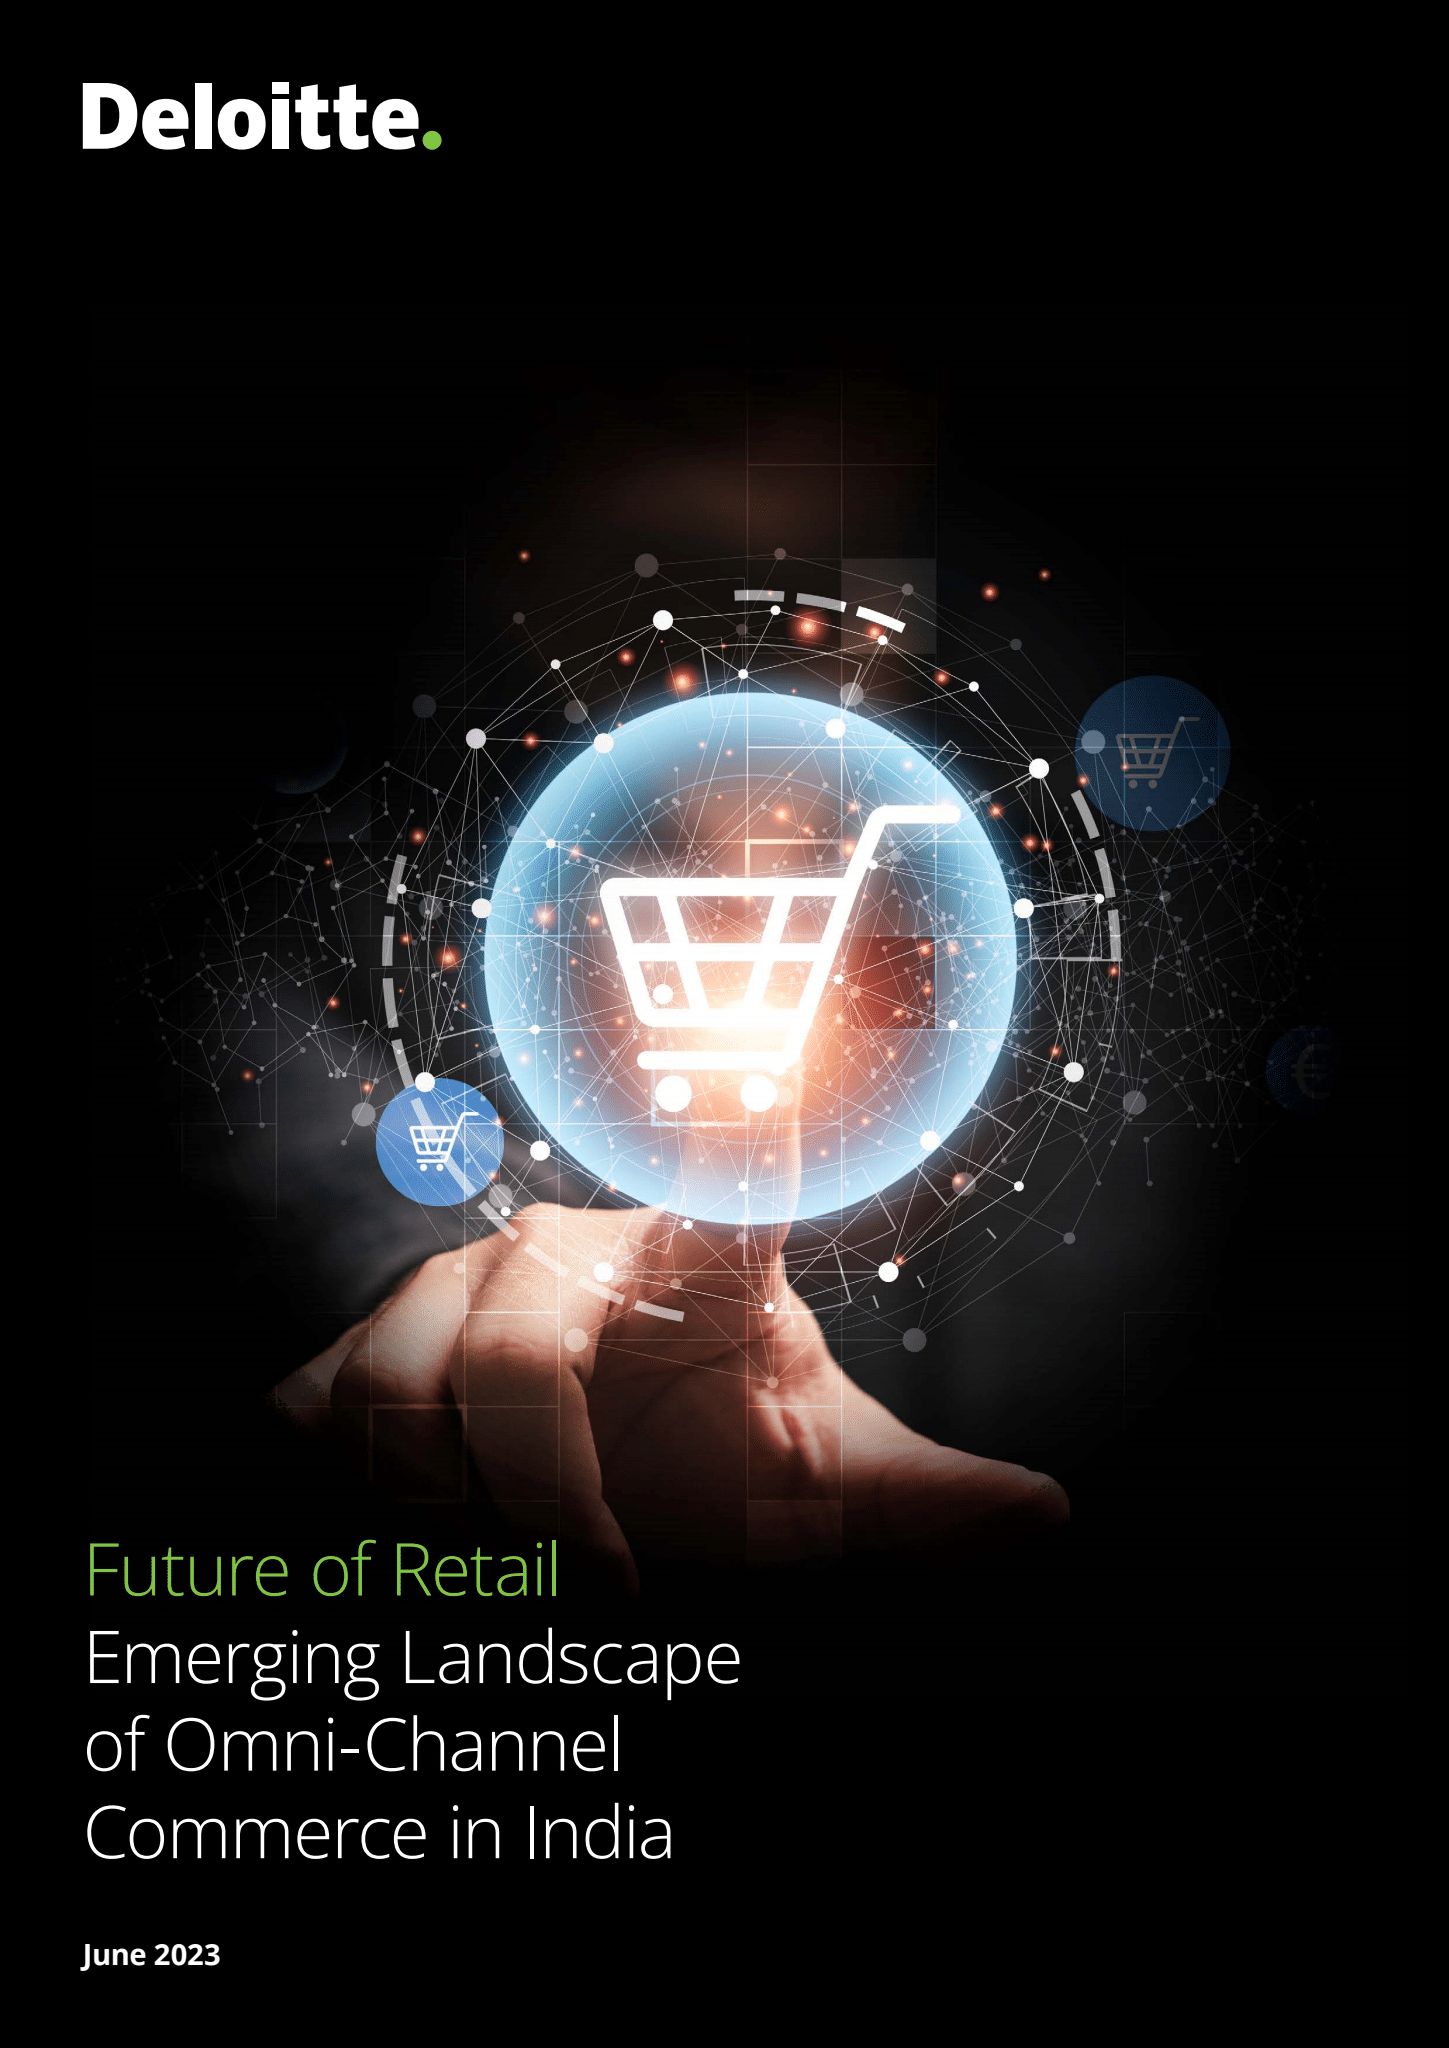 Deloitte.
Future of Retail
Emerging Landscape
of Omni-Channel
Commerce in India
June 2023